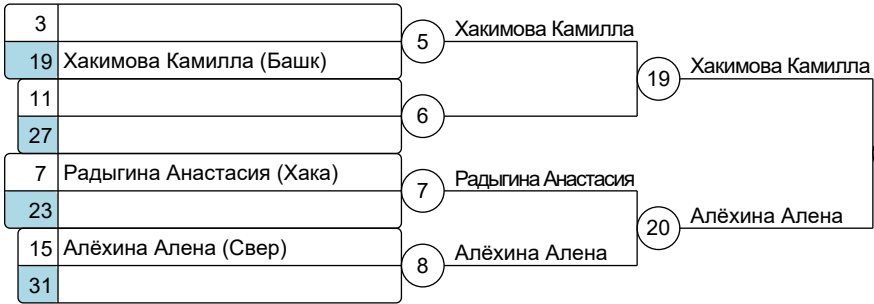 3
19 Хакимова Камилла (Башк)
5 Хакимова Камилла
11
27
6
19 Хакимова Камилла
7 Радыгина Анастасия (Хака)
23
7 Радыгина Анастасия
15 Алёхина Алена (Свер)
31
8 Алёхина Алена
20 Алёхина Алена